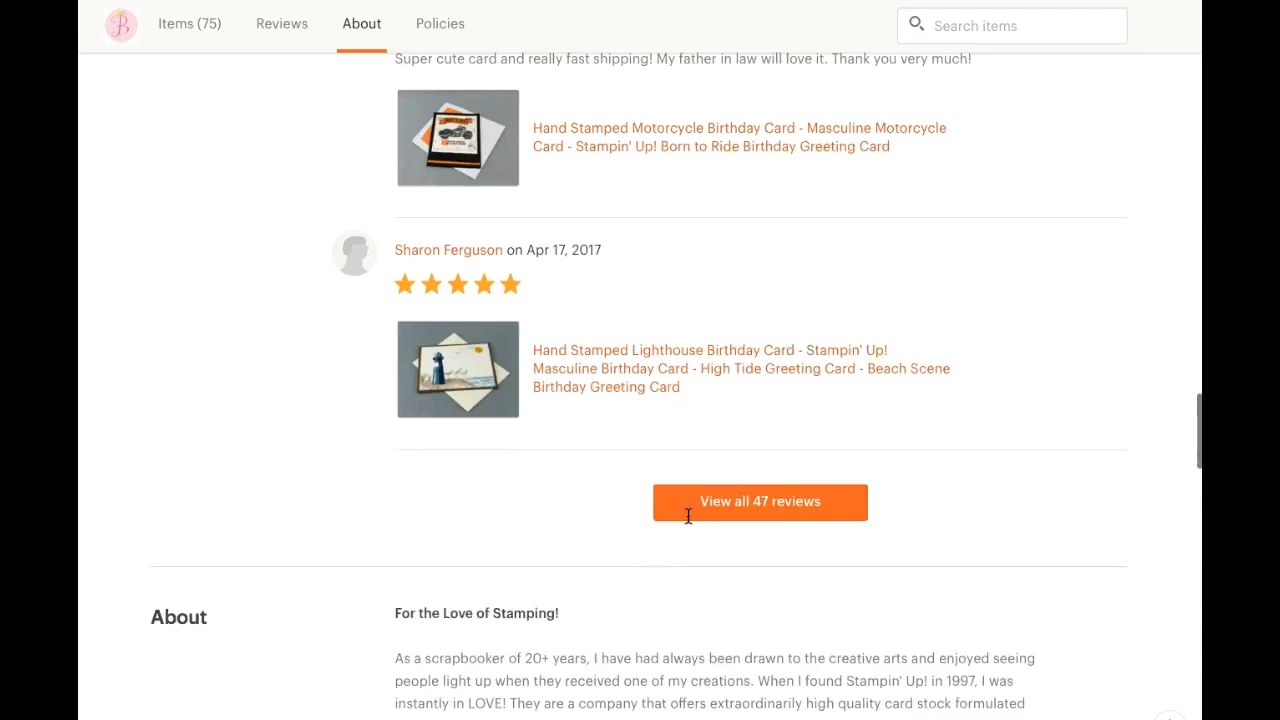 B
Items (75)
Reviews
About
Policies
Search items
Super cute card and really fast shipping! My father in law will love it. Thank you very much!
Hand Stamped Motorcycle Birthday Card - Masculine Motorcycle
Card - Stampin' Up! Born to Ride Birthday Greeting Card
Sharon Ferguson on Apr 17, 2017
Hand Stamped Lighthouse Birthday Card - Stampin' Up!
Masculine Birthday Card - High Tide Greeting Card - Beach Scene
Birthday Greeting Card
View all 47 reviews
About
For the Love of Stamping!
As a scrapbooker of 20+ years, I have had always been drawn to the creative arts and enjoyed seeing
people light up when they received one of my creations. When I found Stampin' Up! in 1997, I was
instantly in LOVE! They are a company that offers extraordinarily high quality card stock formulated